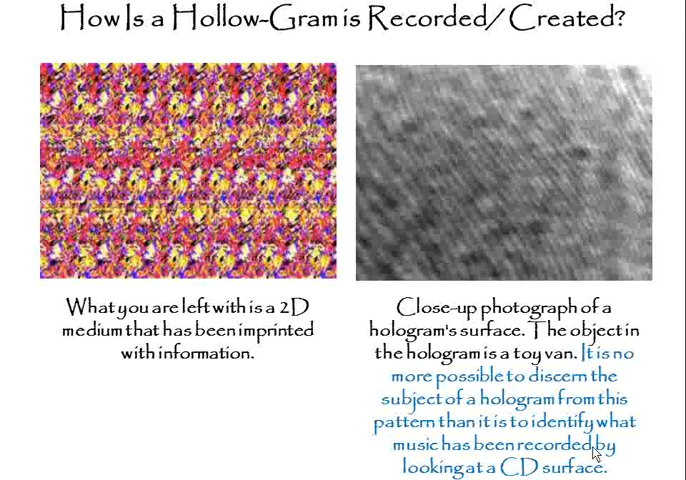 How Is a Hollow-Gram is Recorded/Created?
What you are left with is a 2D
medium that has been imprinted
with information.
Close-up photograph of a
hologram's surface. The object in
the hologram is a toy van. It is no
more possible to discern the
subject of a hologram from this
pattern than it is to identify what
music has been recorded by
looking at a CD surface.